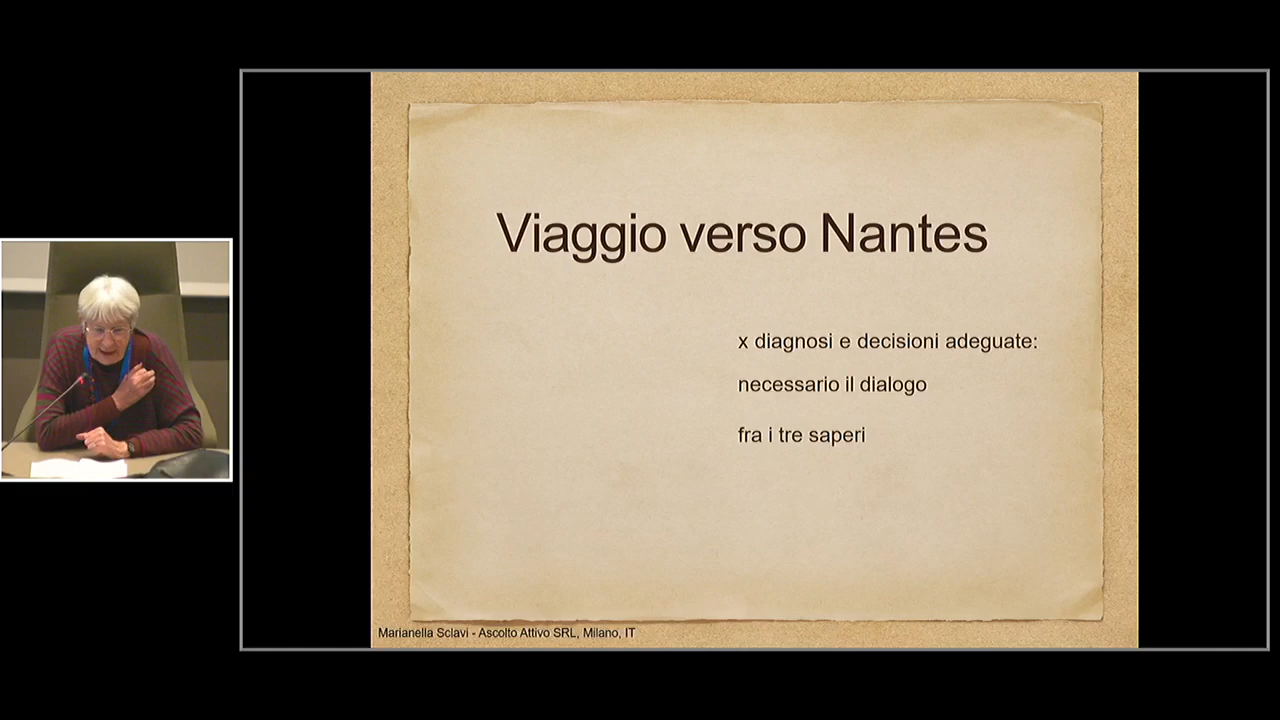 Viaggio verso Nantes
x diagnosi e decisioni adeguate:
necessario il dialogo
fra i tre saperi
Marianella Sclavi - Ascolto Attivo SRL, Milano, IT